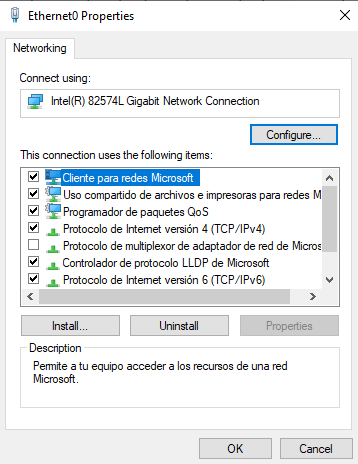 Ethernet0 Properties
Networking
Connect using:
Intel(R) 82574L Gigabit Network Connection
Configure...
This connection uses the following items:
Cliente para redes Microsoft
Uso compartido de archivos e impresoras para redes M
Programador de paquetes QoS
Protocolo de Internet versión 4 (TCP/IPv4)
Protocolo de multiplexor de adaptador de red de Micros
Controlador de protocolo LLDP de Microsoft
Protocolo de Internet versión 6 (TCP/IPv6)
Install...
Uninstall
Properties
Description
Permite a tu equipo acceder a los recursos de una red
Microsoft.
OK
Cancel